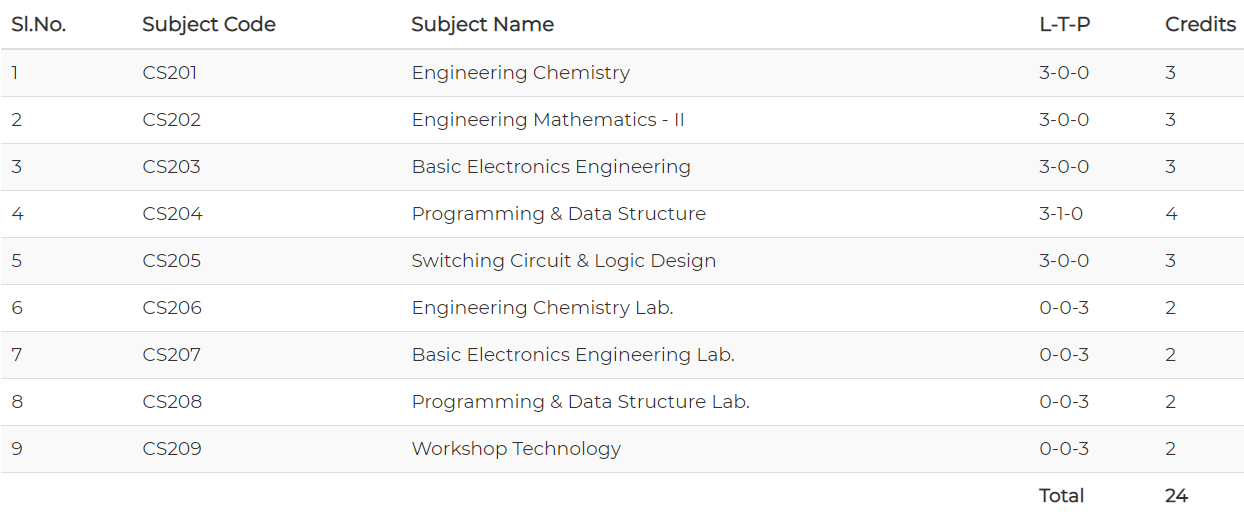 Sl.No. Subject Code Subject Name L-T-P Credits
1 CS201 Engineering Chemistry 3-0-0 3
2 CS202 Engineering Mathematics - II 3-0-0 3
3 CS203 Basic Electronics Engineering 3-0-0 3
4 CS204 Programming & Data Structure 3-1-0 4
5 CS205 Switching Circuit & Logic Design 3-0-0 3
6 CS206 Engineering Chemistry Lab. 0-0-3 2
7 CS207 Basic Electronics Engineering Lab. 0-0-3 2
8 CS208 Programming & Data Structure Lab. 0-0-3 2
9 CS209 Workshop Technology 0-0-3 2
Total 24